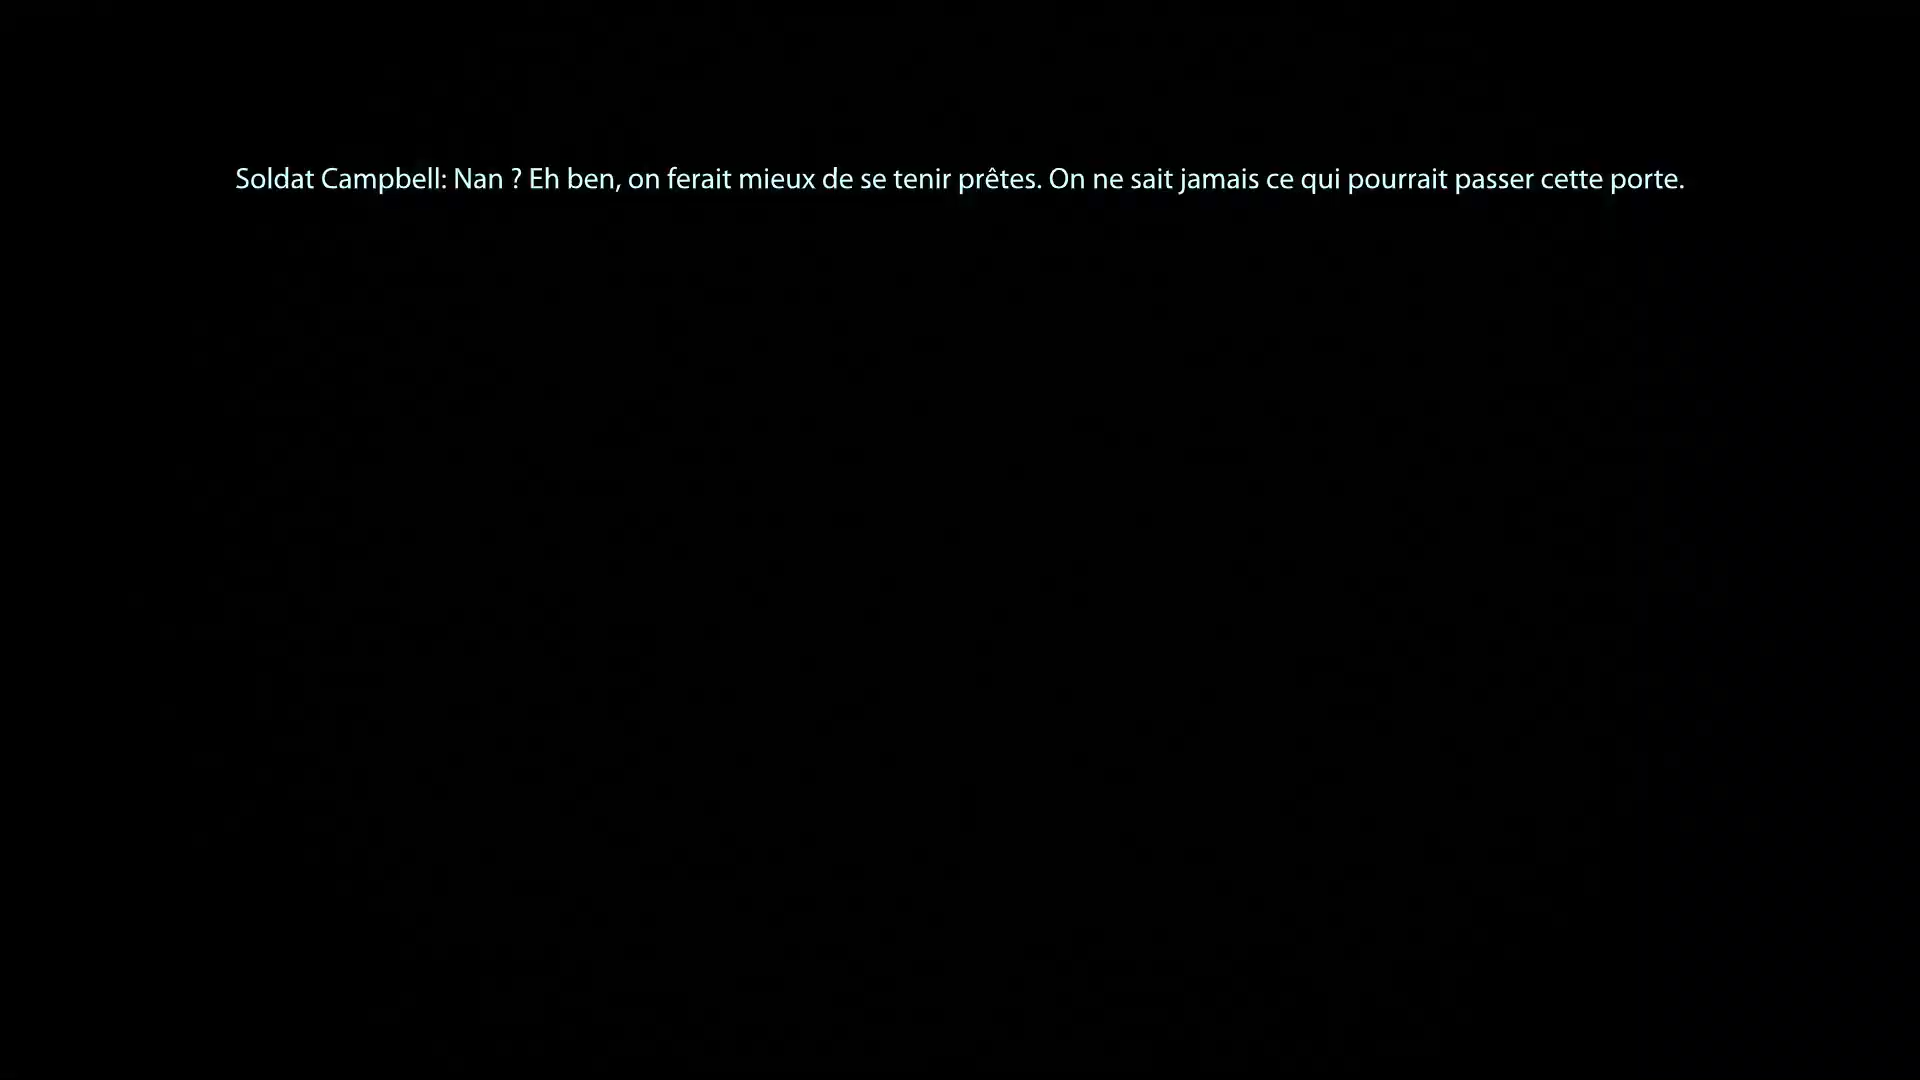 Soldat Campbell: Nan ? Eh ben, on ferait mieux de se tenir prêtes. On ne sait jamais ce qui pourrait passer cette porte.